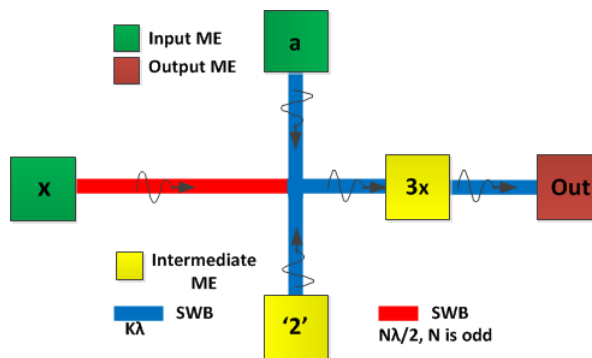 Input ME
Output ME
a
x
3x
Out
Intermediate
ME
'2'
SWB
Kλ
SWB
Nλ/2, N is odd